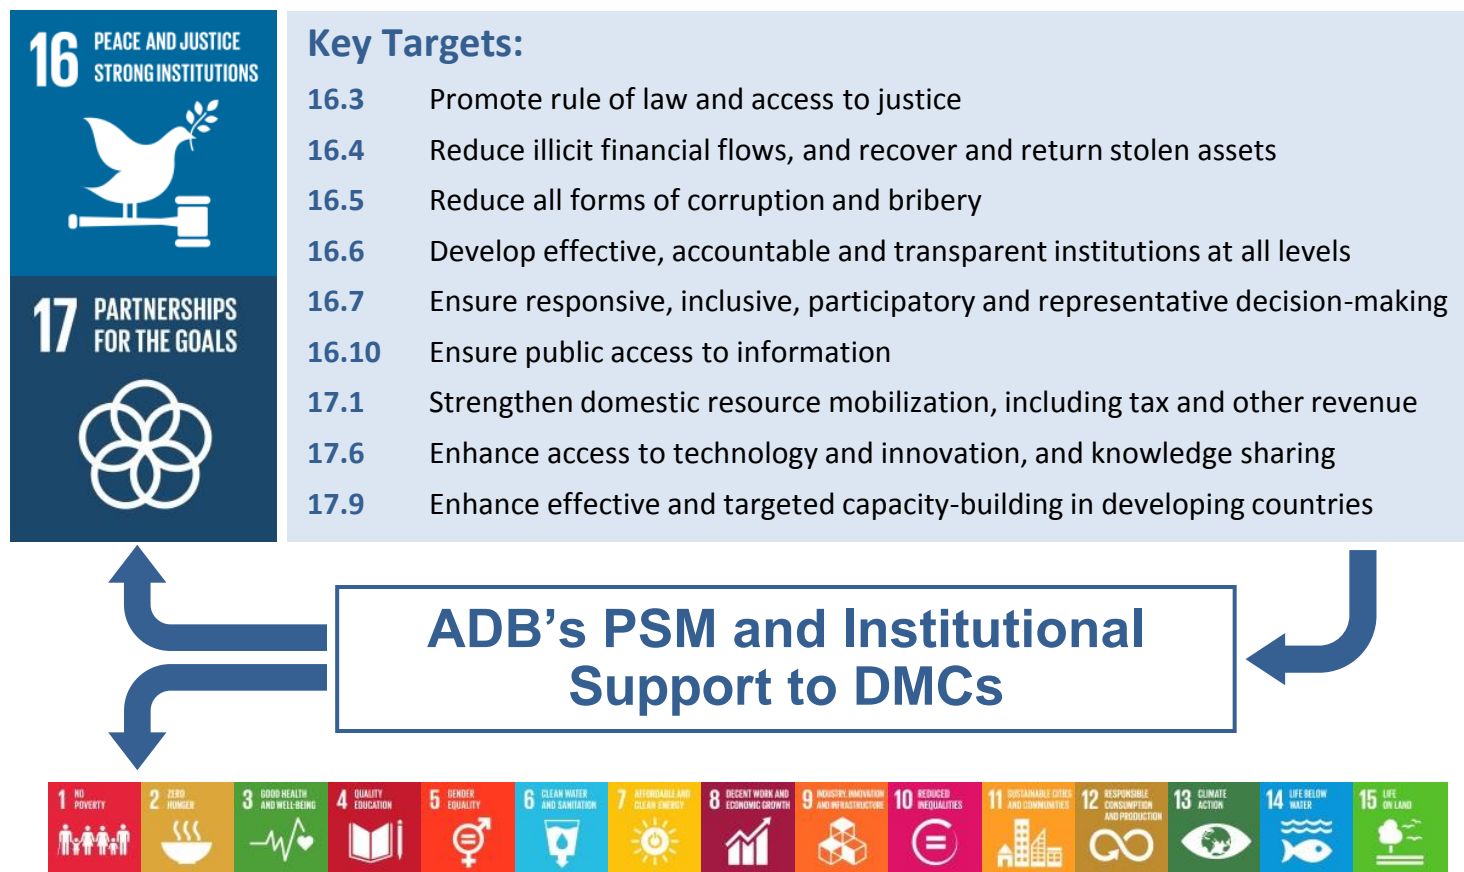 16 PEACE AND JUSTICE
STRONG INSTITUTIONS
17 PARTNERSHIPS
FOR THE GOALS
Key Targets:
16.3 Promote rule of law and access to justice
16.4 Reduce illicit financial flows, and recover and return stolen assets
16.5 Reduce all forms of corruption and bribery
16.6 Develop effective, accountable and transparent institutions at all levels
16.7 Ensure responsive, inclusive, participatory and representative decision-making
16.10 Ensure public access to information
17.1 Strengthen domestic resource mobilization, including tax and other revenue
17.6 Enhance access to technology and innovation, and knowledge sharing
17.9 Enhance effective and targeted capacity-building in developing countries
ADB's PSM and Institutional
Support to DMCs
1 NO
POVERTY
2 ZERO
HUNGER
3 GOOD HEALTH
AND WELL-BEING
4 QUALITY
EDUCATION
5 GENDER
EQUALITY
6 CLEAN WATER
AND SANITATION
7 AFFORDABLE AND
CLEAN ENERGY
8 DECENT WORK AND
ECONOMIC GROWTH
9 INDUSTRY, INNOVATION
AND INFRASTRUCTURE
10 REDUCED
INEQUALITIES
11 SUSTAINABLE CITIES
AND COMMUNITIES
12 RESPONSIBLE
CONSUMPTION
AND PRODUCTION
13 CLIMATE
ACTION
14 LIFE BELOW
WATER
15 LIFE
ON LAND